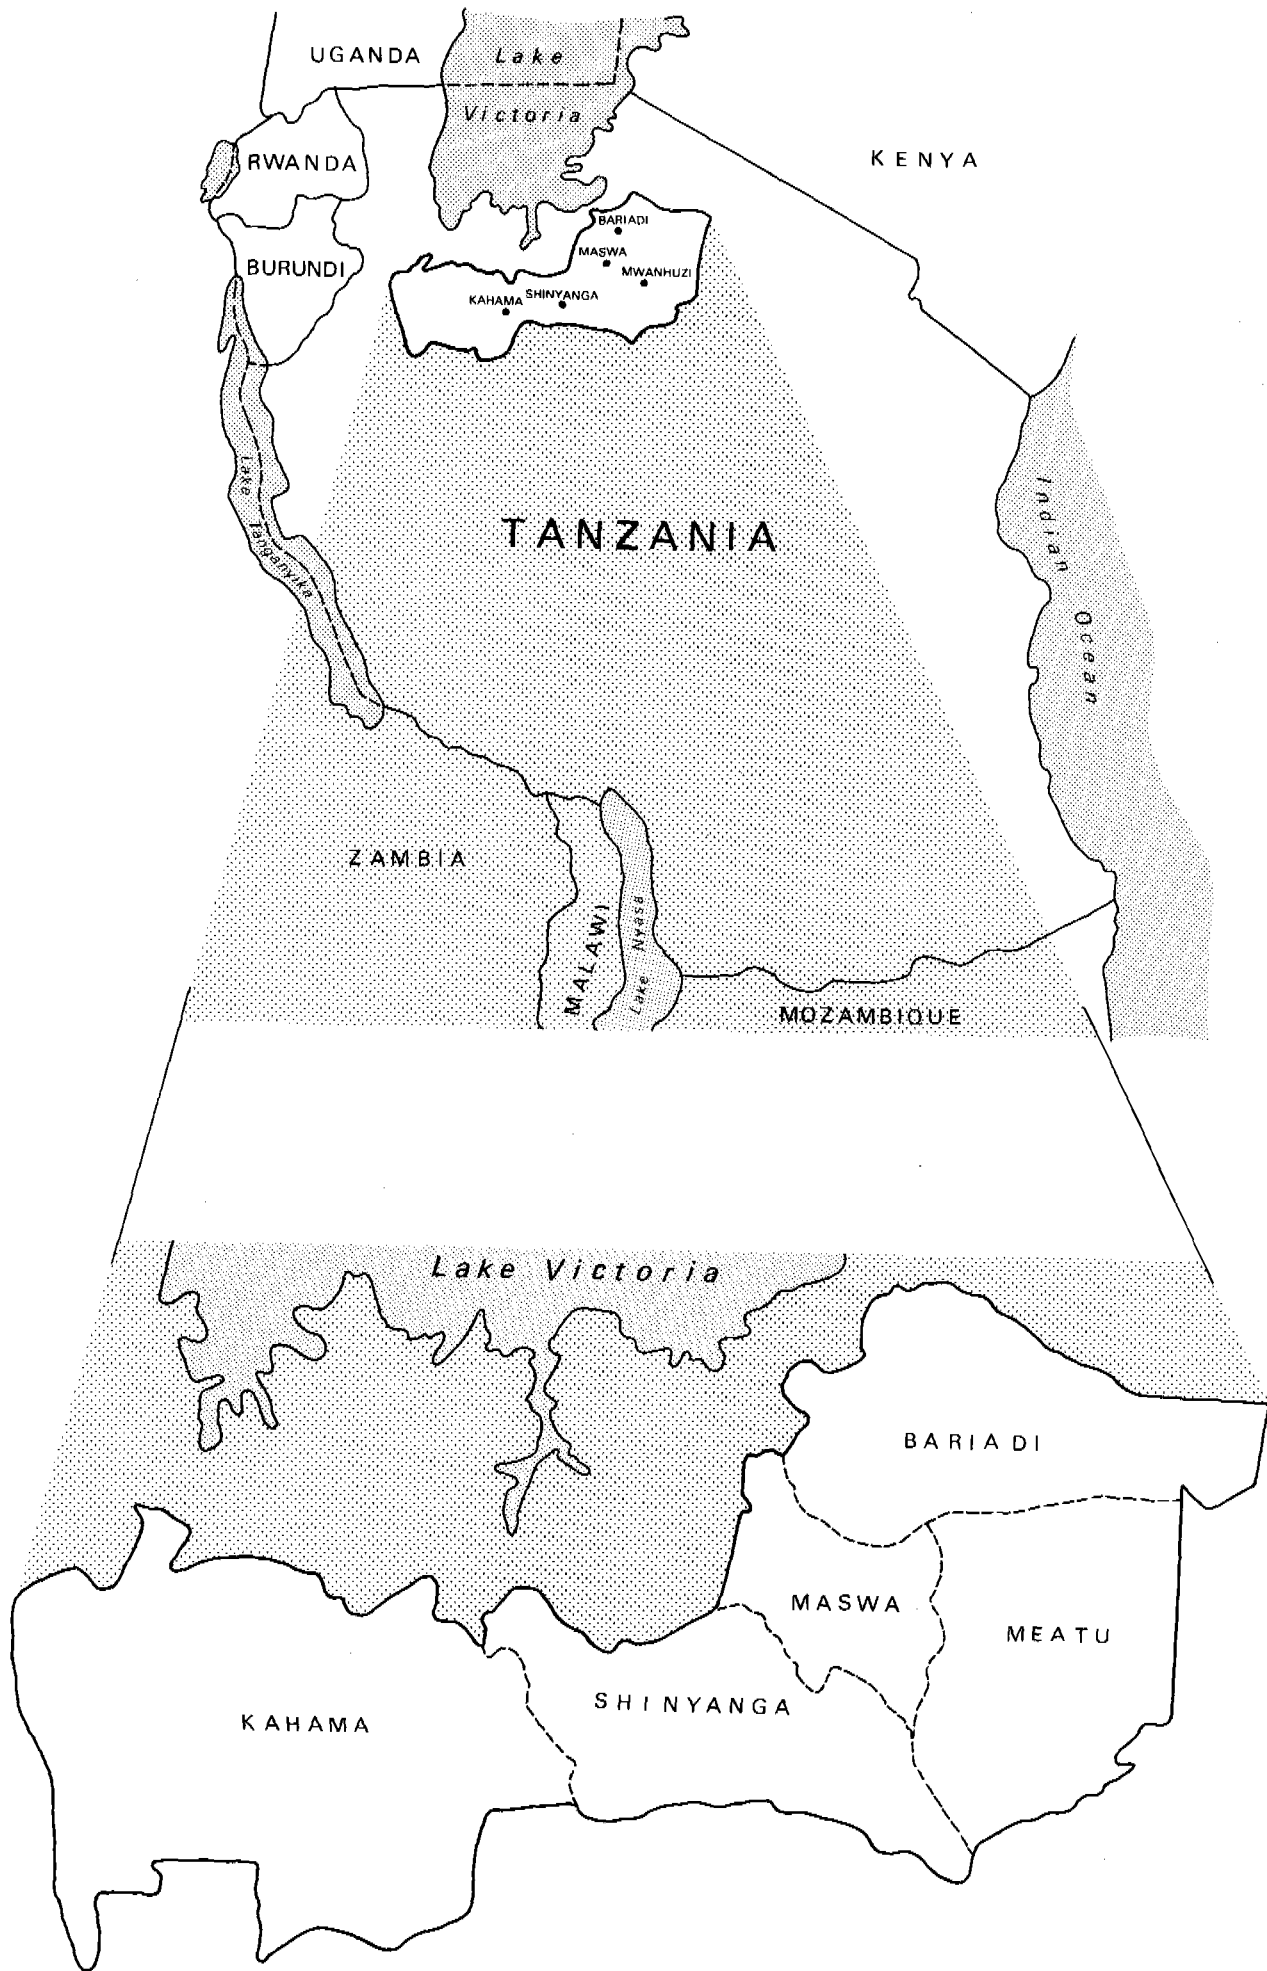 UGANDA
Lake
Victoria
RWANDA
KENYA
BURUNDI
BARIADI
MASWA
MWANHUZI
KAHAMA
SHINYANGA
Lake Tanganyika
TANZANIA
Indian Ocean
ZAMBIA
MALAWI
Lake Nyasa
MOZAMBIQUE
Lake Victoria
BARIADI
MASWA
MEATU
SHINYANGA
KAHAMA